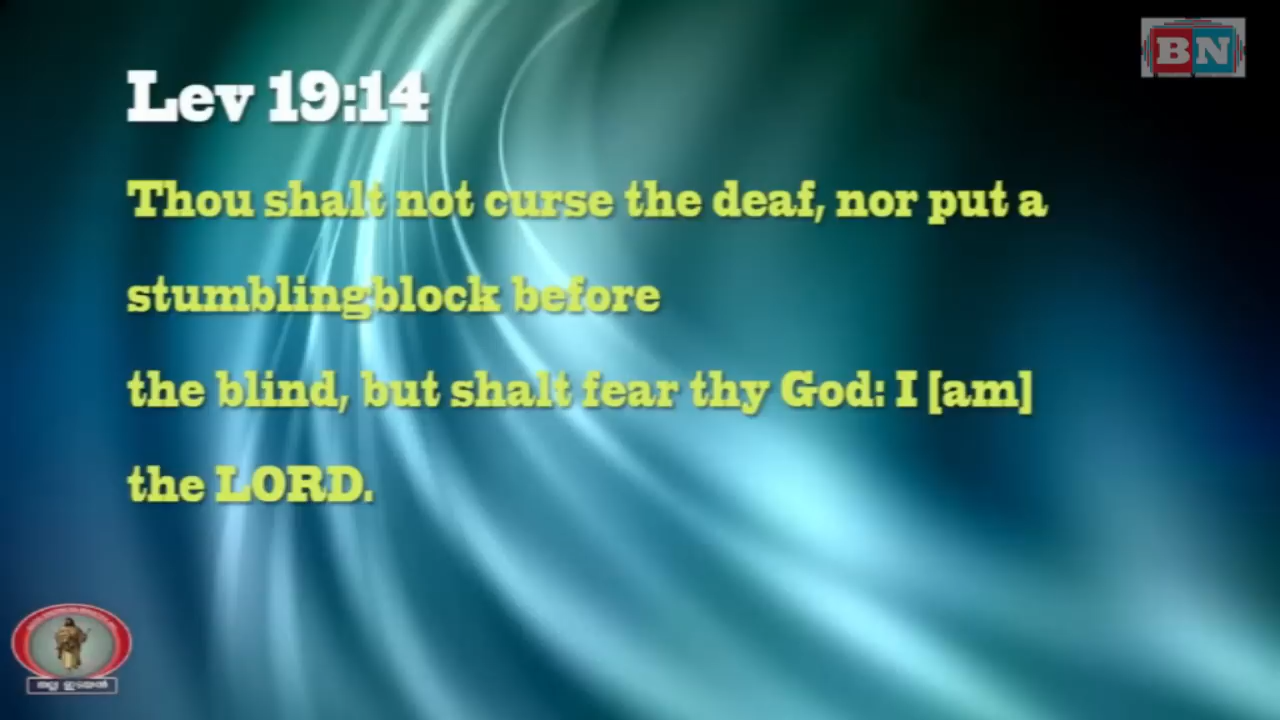 BN
Lev 19:14
Thou shalt not curse the deaf, nor put a
stumblingblock before
the blind, but shalt fear thy God: I [am]
the LORD.